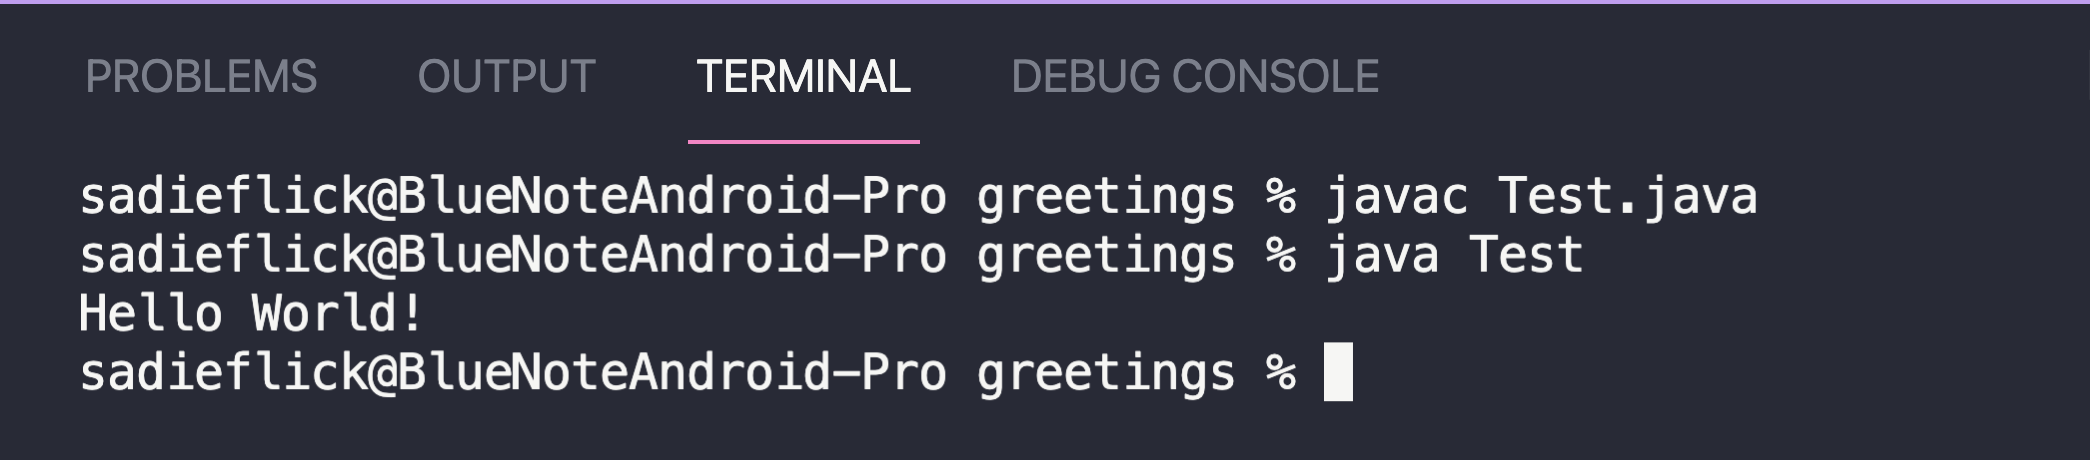 PROBLEMS OUTPUT TERMINAL DEBUG CONSOLE
sadieflick@BlueNoteAndroid-Pro greetings % javac Test.java
sadieflick@BlueNoteAndroid-Pro greetings % java Test
Hello World!
sadieflick@BlueNoteAndroid-Pro greetings %